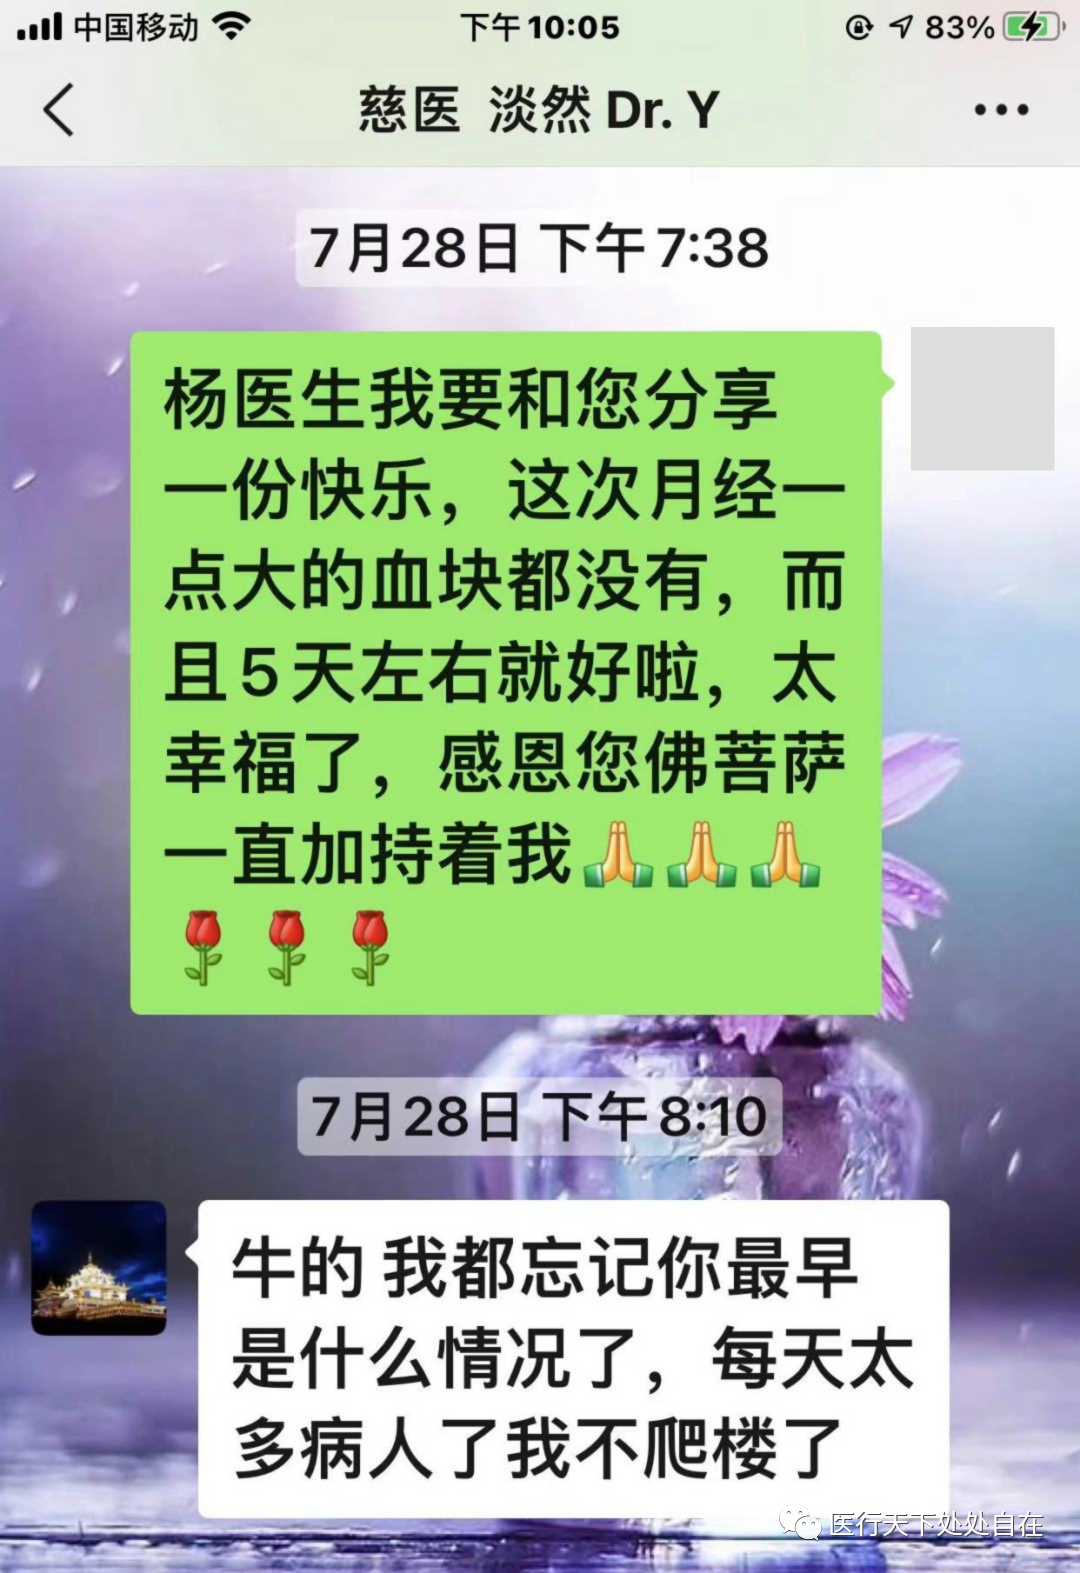 中国移动 下午10:05 83%
慈医 淡然 Dr. Y
7月28日 下午7:38
杨医生我要和您分享
一份快乐，这次月经一
点大的血块都没有，而
且5天左右就好啦，太
幸福了，感恩您佛菩萨
一直加持着我🙏🙏🙏
🌹🌹🌹
7月28日 下午8:10
牛的 我都忘记你最早
是什么情况了，每天太
多病人了我不爬楼了
医行天下处处自在